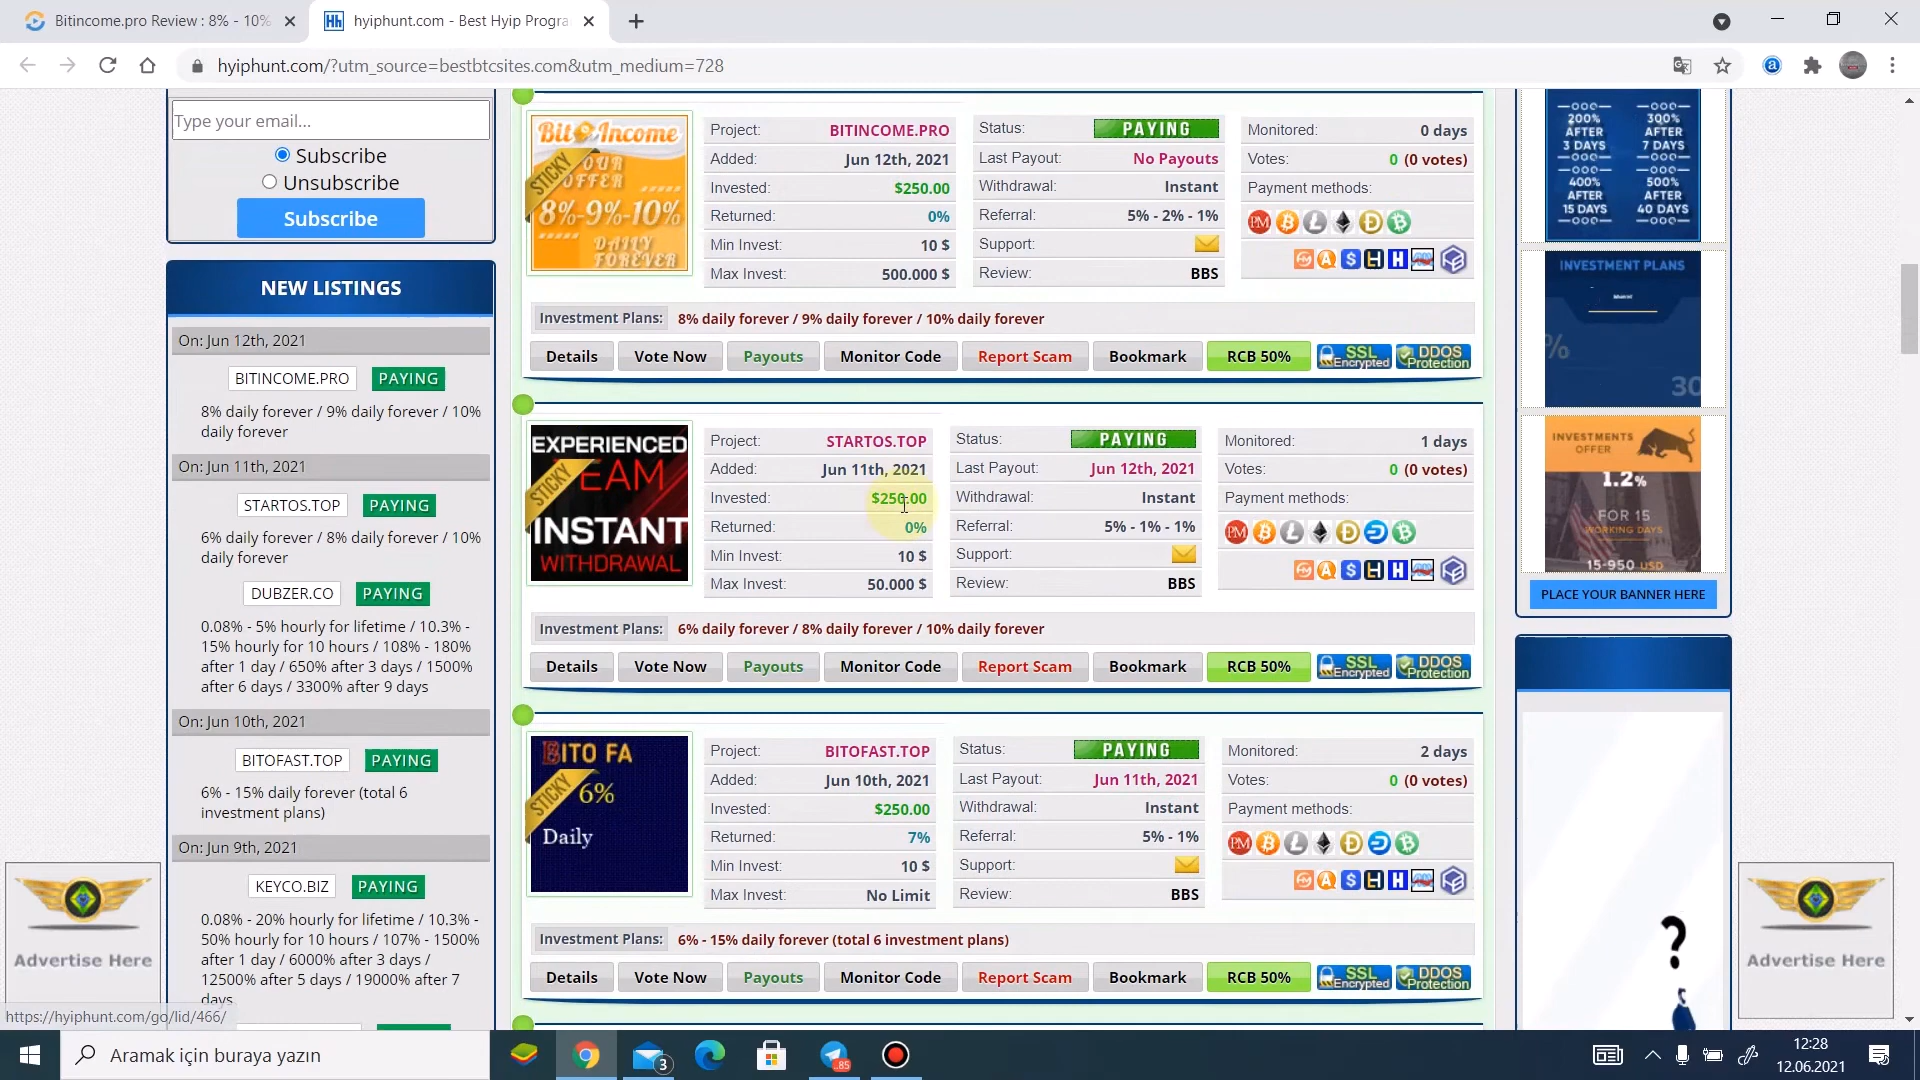 Bitincome.pro Review : 8% - 10%
hyiphunt.com - Best Hyip Progra
hyiphunt.com/?utm_source=bestbtcsites.com&utm_medium=728
Type your email...
Subscribe
Unsubscribe
Subscribe
NEW LISTINGS
On: Jun 12th, 2021
BITINCOME.PRO PAYING
8% daily forever / 9% daily forever / 10%
daily forever
On: Jun 11th, 2021
STARTOS.TOP PAYING
6% daily forever / 8% daily forever / 10%
daily forever
DUBZER.CO PAYING
0.08% - 5% hourly for lifetime / 10.3% -
15% hourly for 10 hours / 108% - 180%
after 1 day / 650% after 3 days / 1500%
after 6 days / 3300% after 9 days
On: Jun 10th, 2021
BITOFAST.TOP PAYING
6% - 15% daily forever (total 6
investment plans)
On: Jun 9th, 2021
KEYCO.BIZ PAYING
0.08% - 20% hourly for lifetime / 10.3% -
50% hourly for 10 hours / 107% - 1500%
after 1 day / 6000% after 3 days /
12500% after 5 days / 19000% after 7
days
Advertise Here
https://hyiphunt.com/go/lid/466/
Bit Income
STICKY
OUR
OFFER
8%-9%-10%
DAILY
FOREVER
Project: BITINCOME.PRO
Added: Jun 12th, 2021
Invested: $250.00
Returned: 0%
Min Invest: 10 $
Max Invest: 500.000 $
Status: PAYING
Last Payout: No Payouts
Withdrawal: Instant
Referral: 5% - 2% - 1%
Support:
Review: BBS
Monitored: 0 days
Votes: 0 (0 votes)
Payment methods:
Investment Plans: 8% daily forever / 9% daily forever / 10% daily forever
Details Vote Now Payouts Monitor Code Report Scam Bookmark RCB 50% SSL Encrypted DDOS Protection
EXPERIENCED
STICKY
TEAM
INSTANT
WITHDRAWAL
Project: STARTOS.TOP
Added: Jun 11th, 2021
Invested: $250.00
Returned: 0%
Min Invest: 10 $
Max Invest: 50.000 $
Status: PAYING
Last Payout: Jun 12th, 2021
Withdrawal: Instant
Referral: 5% - 1% - 1%
Support:
Review: BBS
Monitored: 1 days
Votes: 0 (0 votes)
Payment methods:
Investment Plans: 6% daily forever / 8% daily forever / 10% daily forever
Details Vote Now Payouts Monitor Code Report Scam Bookmark RCB 50% SSL Encrypted DDOS Protection
BITO FA
STICKY
6%
Daily
Project: BITOFAST.TOP
Added: Jun 10th, 2021
Invested: $250.00
Returned: 7%
Min Invest: 10 $
Max Invest: No Limit
Status: PAYING
Last Payout: Jun 11th, 2021
Withdrawal: Instant
Referral: 5% - 1%
Support:
Review: BBS
Monitored: 2 days
Votes: 0 (0 votes)
Payment methods:
Investment Plans: 6% - 15% daily forever (total 6 investment plans)
Details Vote Now Payouts Monitor Code Report Scam Bookmark RCB 50% SSL Encrypted DDOS Protection
200% 300%
AFTER AFTER
3 DAYS 7 DAYS
400% 500%
AFTER AFTER
15 DAYS 40 DAYS
INVESTMENT PLANS
%
30
INVESTMENTS
OFFER
1.2%
FOR 15
WORKING DAYS
15-950 USD
PLACE YOUR BANNER HERE
?
Advertise Here
Aramak için buraya yazın
3
85
12:28
12.06.2021